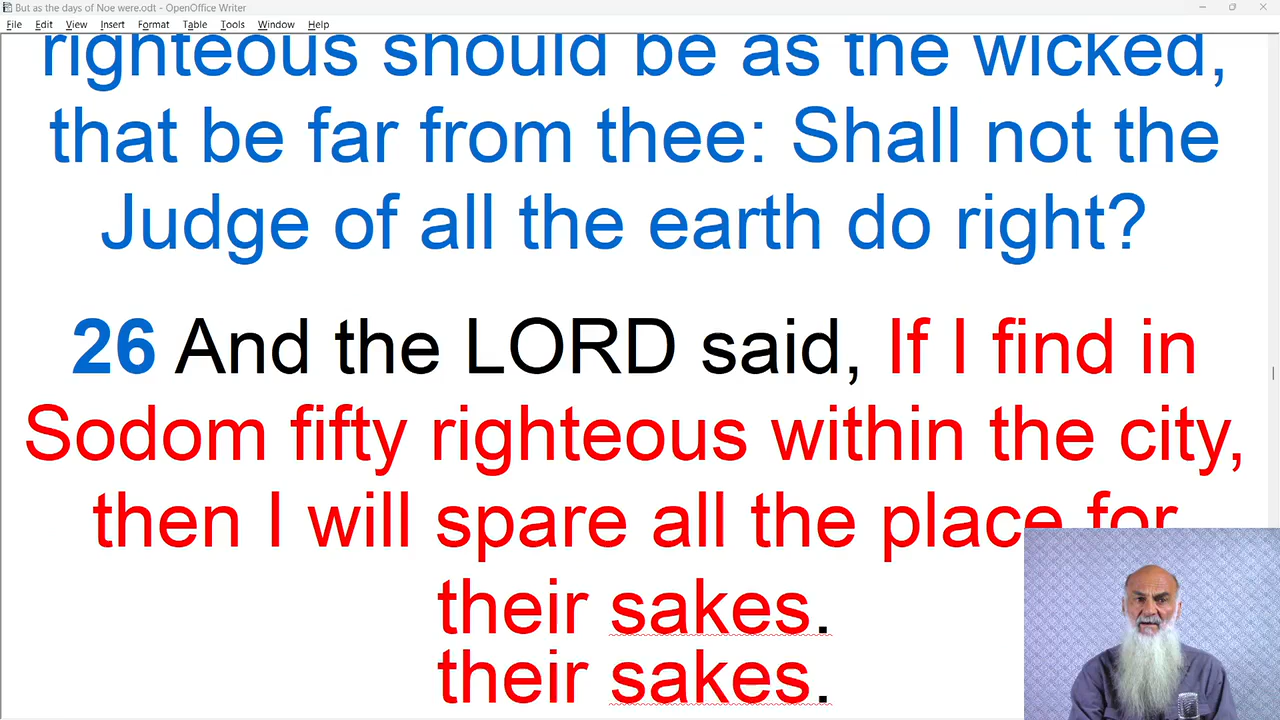 But as the days of Noe were.odt - OpenOffice Writer
File Edit View Insert Format Table Tools Window Help
righteous should be as the wicked,
that be far from thee: Shall not the
Judge of all the earth do right?
26 And the LORD said, If I find in
Sodom fifty righteous within the city,
then I will spare all the place for
their sakes.
their sakes.